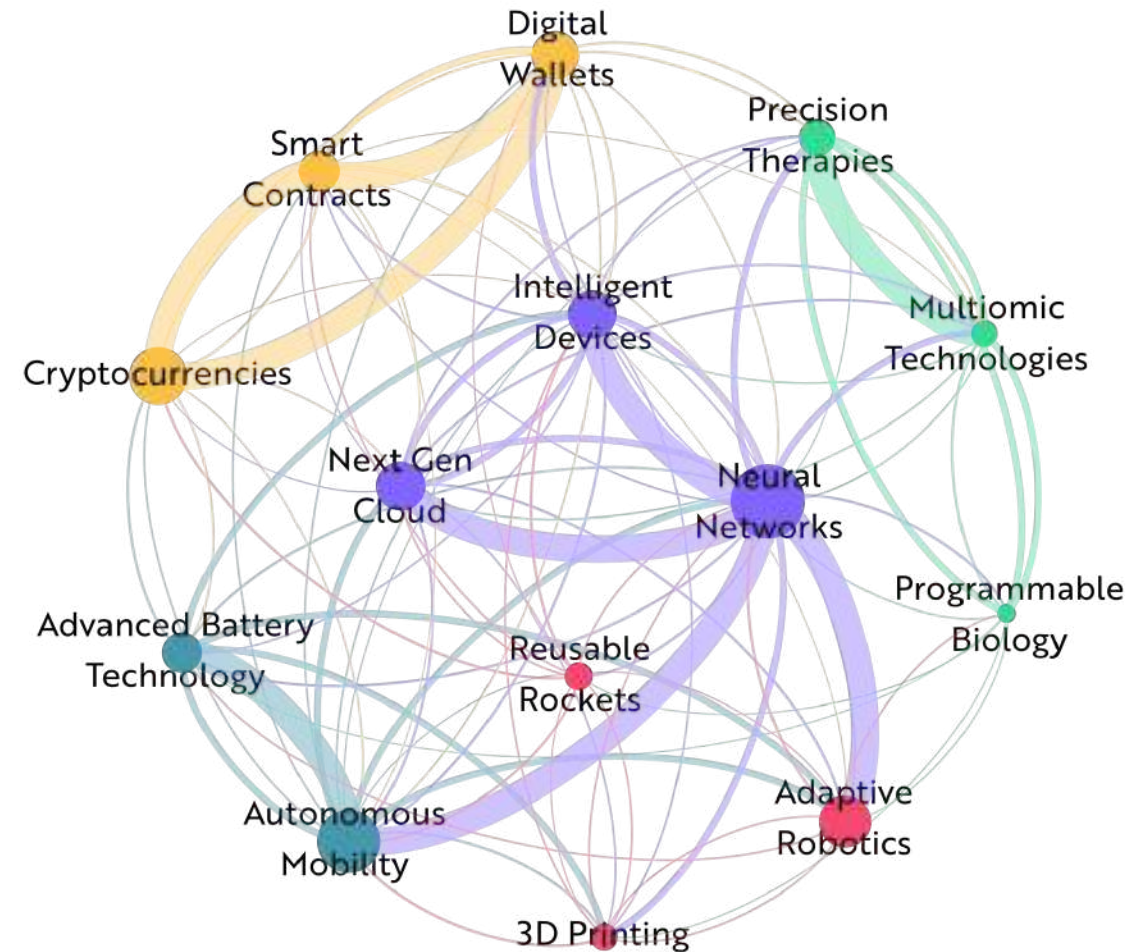 Digital
Wallets
Precision
Therapies
Smart
Contracts
Intelligent
Devices
Multiomic
Technologies
Cryptocurrencies
Next Gen
Cloud
Neural
Networks
Programmable
Biology
Advanced Battery
Technology
Reusable
Rockets
Autonomous
Mobility
Adaptive
Robotics
3D Printing